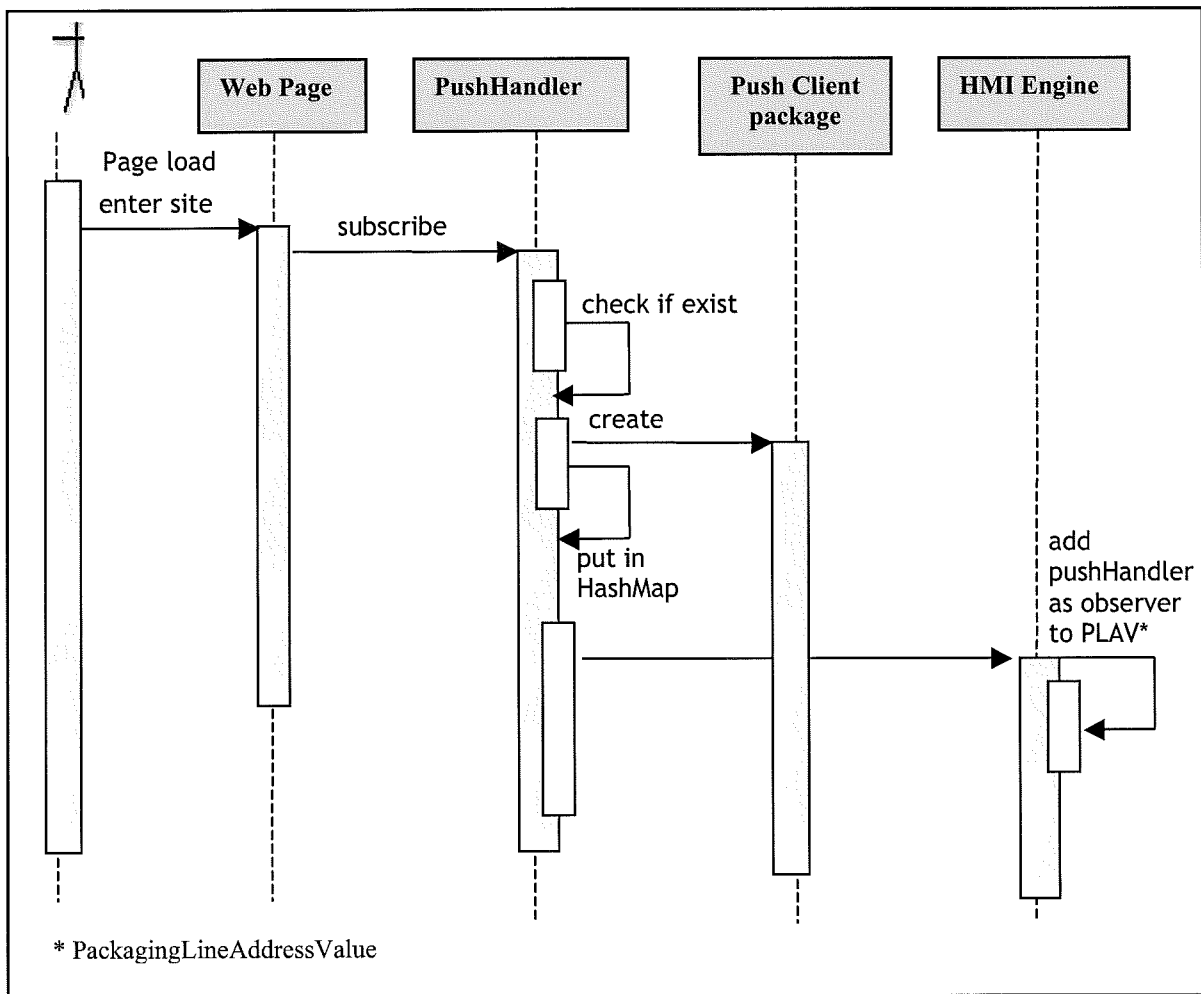 Web Page
PushHandler
Push Client
package
HMI Engine
Page load
enter site
subscribe
check if exist
create
put in
HashMap
add
pushHandler
as observer
to PLAV*
* PackagingLineAddressValue